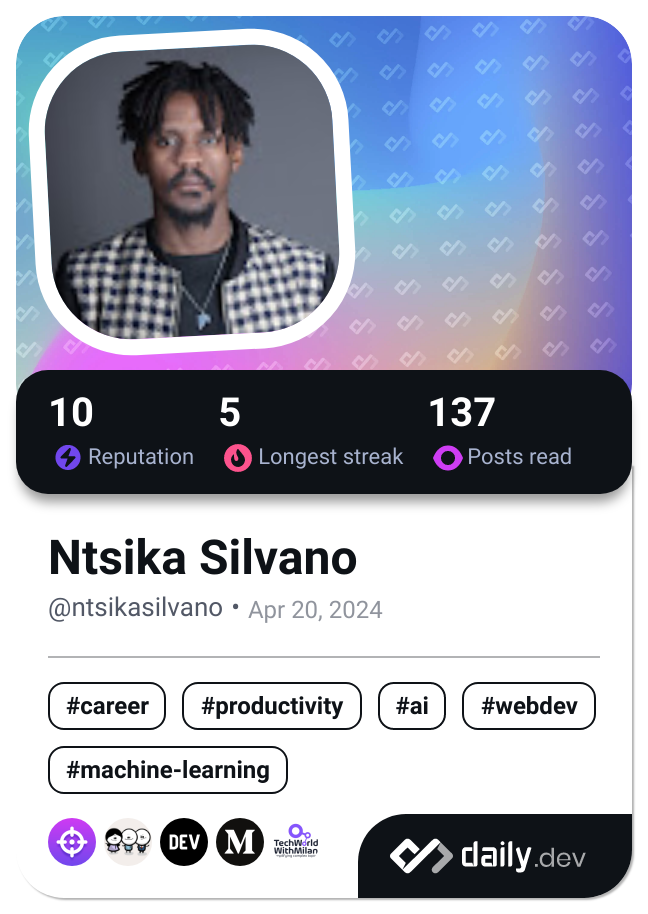 10 5 137
Reputation Longest streak Posts read
Ntsika Silvano
@ntsikasilvano • Apr 20, 2024
#career #productivity #ai #webdev
#machine-learning
DEV M TechWorld
WithMilan
daily.dev